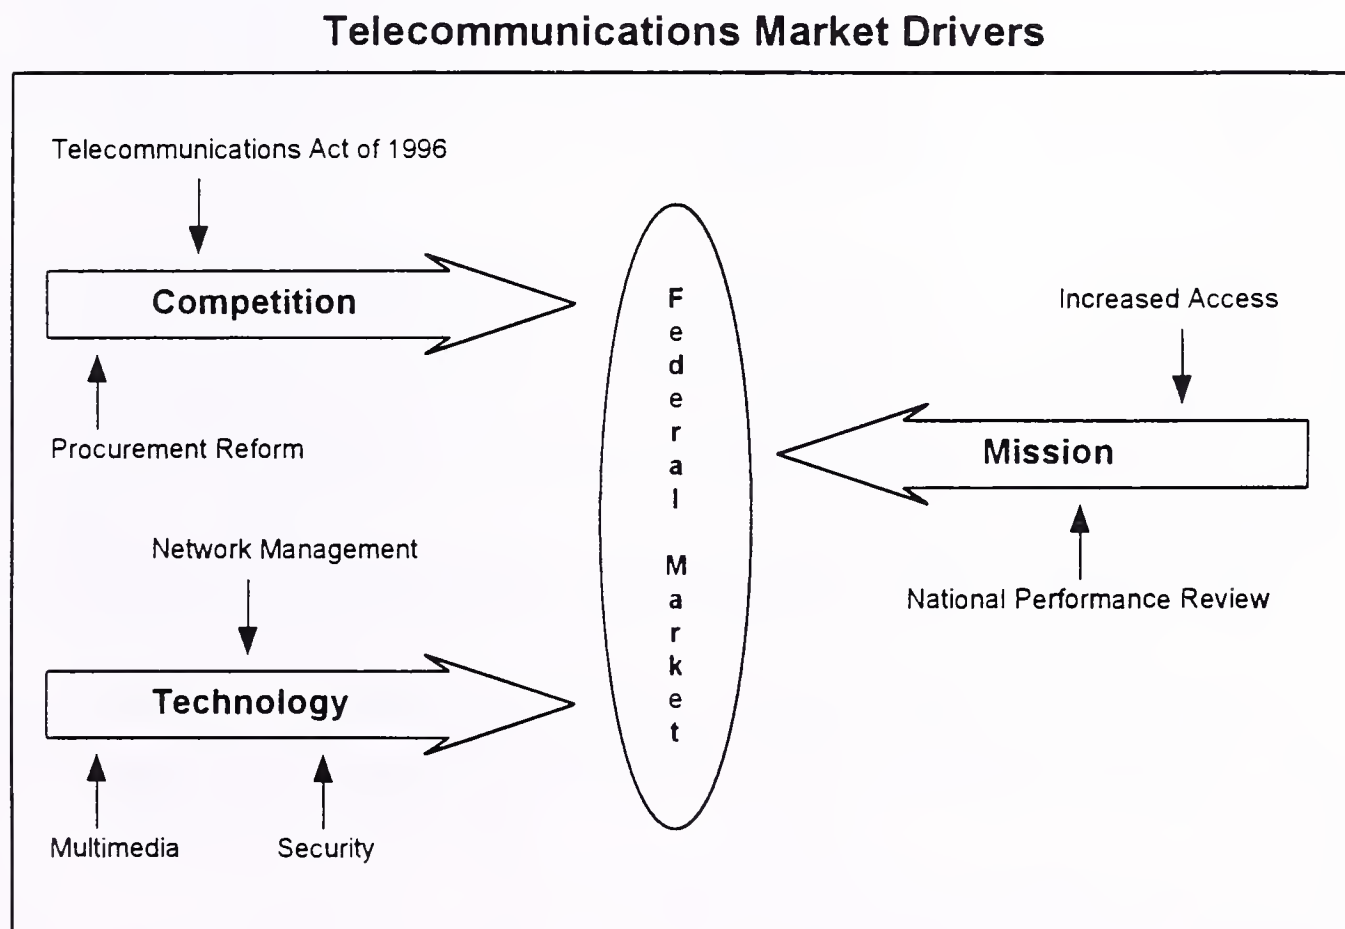 Telecommunications Market Drivers
Telecommunications Act of 1996
Competition
Procurement Reform
Network Management
Technology
Multimedia
Security
Federal Market
Increased Access
Mission
National Performance Review